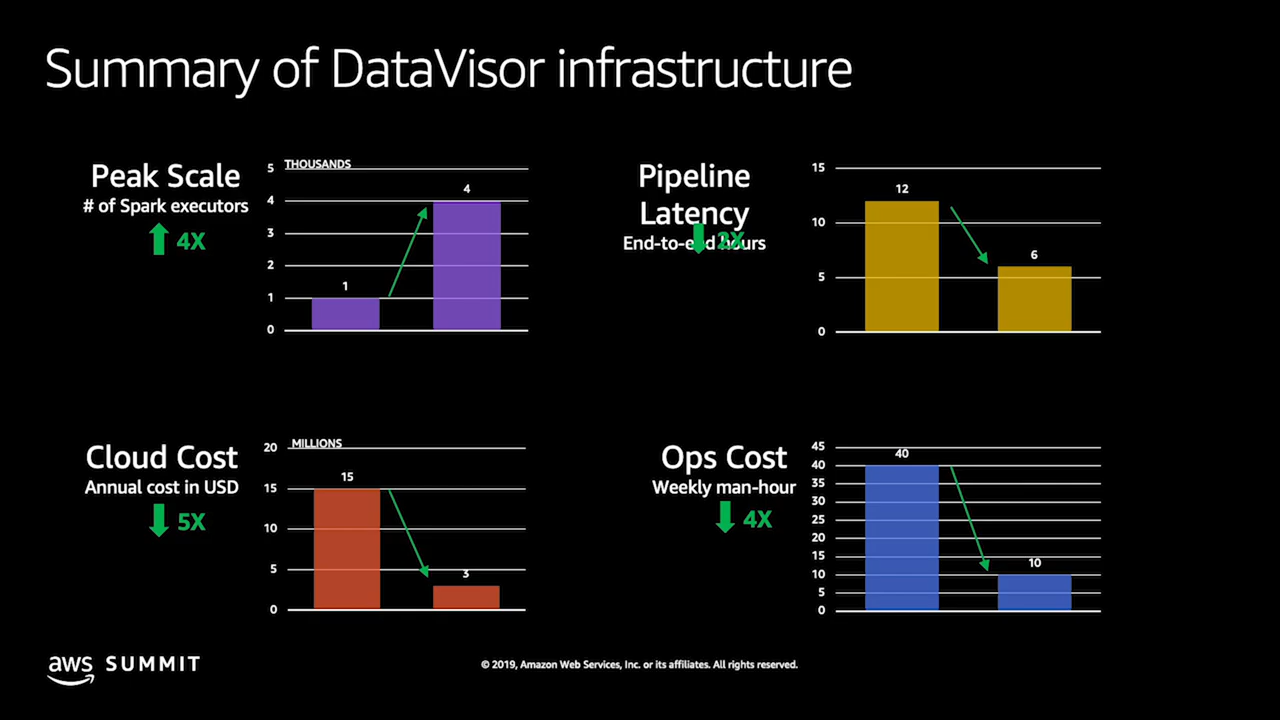 Summary of DataVisor infrastructure
Peak Scale
# of Spark executors
4X
THOUSANDS
5
4
3
2
1
0
1
4
Pipeline
Latency
End-to-end hours
2X
15
10
5
0
12
6
Cloud Cost
Annual cost in USD
5X
MILLIONS
20
15
10
5
0
15
3
Ops Cost
Weekly man-hour
4X
45
40
35
30
25
20
15
10
5
0
40
10
aws SUMMIT
© 2019, Amazon Web Services, Inc. or its affiliates. All rights reserved.